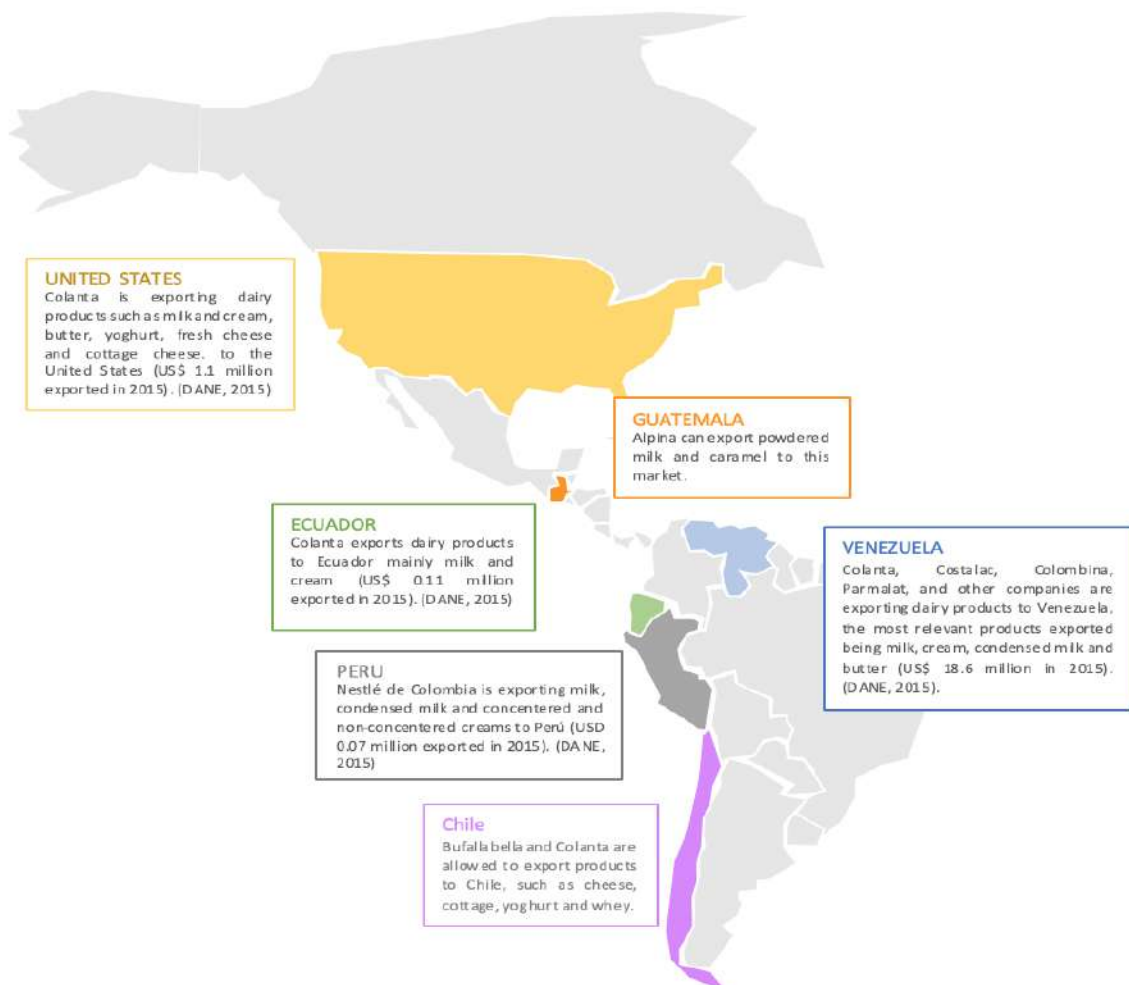 UNITED STATES
Colanta is exporting dairy
products such as milk and cream,
butter, yoghurt, fresh cheese
and cottage cheese. to the
United States (US$ 1.1 million
exported in 2015). (DANE, 2015)
GUATEMALA
Alpina can export powdered
milk and caramel to this
market.
ECUADOR
Colanta exports dairy products
to Ecuador mainly milk and
cream (US$ 0.11 million
exported in 2015). (DANE, 2015)
VENEZUELA
Colanta, Costalac, Colombina,
Parmalat, and other companies are
exporting dairy products to Venezuela,
the most relevant products exported
being milk, cream, condensed milk and
butter (US$ 18.6 million in 2015).
(DANE, 2015).
PERU
Nestlé de Colombia is exporting milk,
condensed milk and concentered and
non-concentered creams to Perú (USD
0.07 million exported in 2015). (DANE,
2015)
Chile
Bufallabella and Colanta are
allowed to export products
to Chile, such as cheese,
cottage, yoghurt and whey.